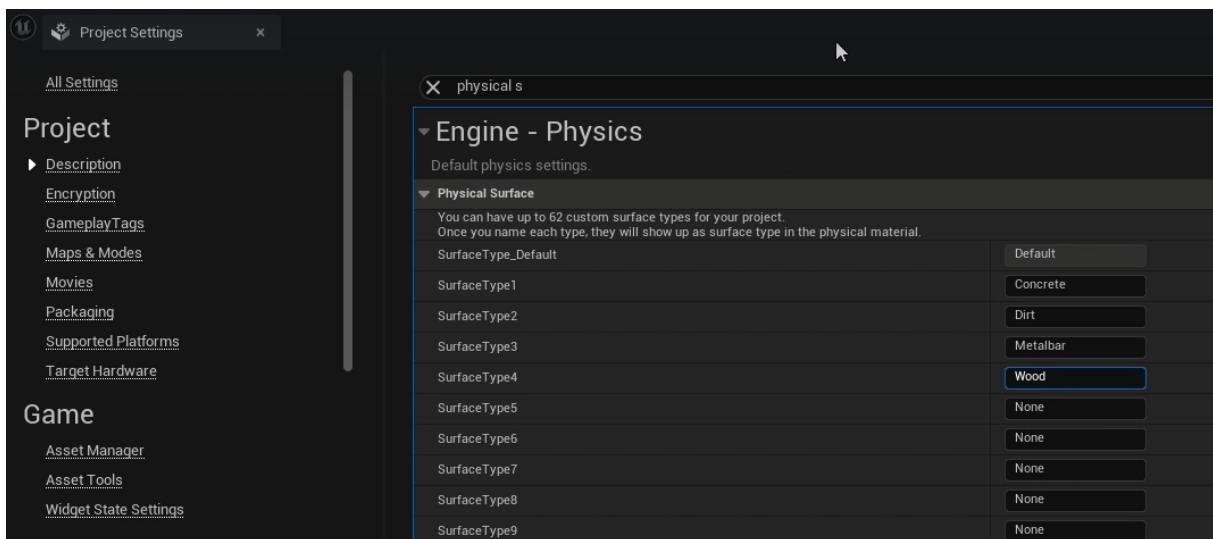 Project Settings
All Settings
Project
Description
Encryption
GameplayTags
Maps & Modes
Movies
Packaging
Supported Platforms
Target Hardware
Game
Asset Manager
Asset Tools
Widget State Settings
physical s
Engine - Physics
Default physics settings.
Physical Surface
You can have up to 62 custom surface types for your project.
Once you name each type, they will show up as surface type in the physical material.
SurfaceType_Default Default
SurfaceType1 Concrete
SurfaceType2 Dirt
SurfaceType3 Metalbar
SurfaceType4 Wood
SurfaceType5 None
SurfaceType6 None
SurfaceType7 None
SurfaceType8 None
SurfaceType9 None